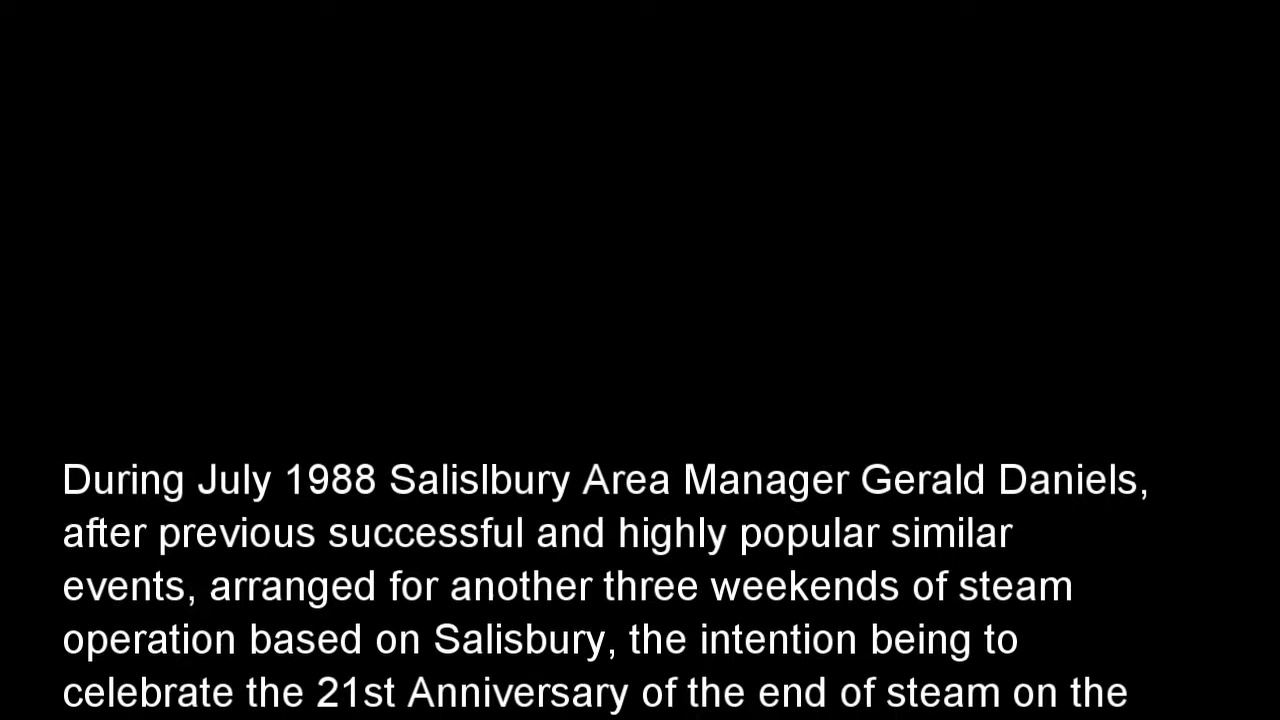 During July 1988 Salislbury Area Manager Gerald Daniels,
after previous successful and highly popular similar
events, arranged for another three weekends of steam
operation based on Salisbury, the intention being to
celebrate the 21st Anniversary of the end of steam on the